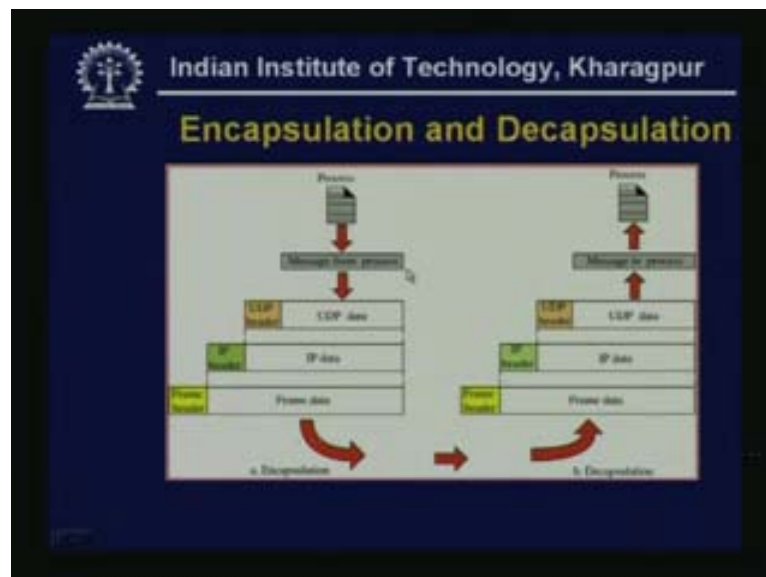 Indian Institute of Technology, Kharagpur
Encapsulation and Decapsulation
Process
Process
Message from process
Message to process
UDP header
UDP data
UDP header
UDP data
IP header
IP data
IP header
IP data
Frame header
Frame data
Frame header
Frame data
a. Encapsulation
b. Decapsulation